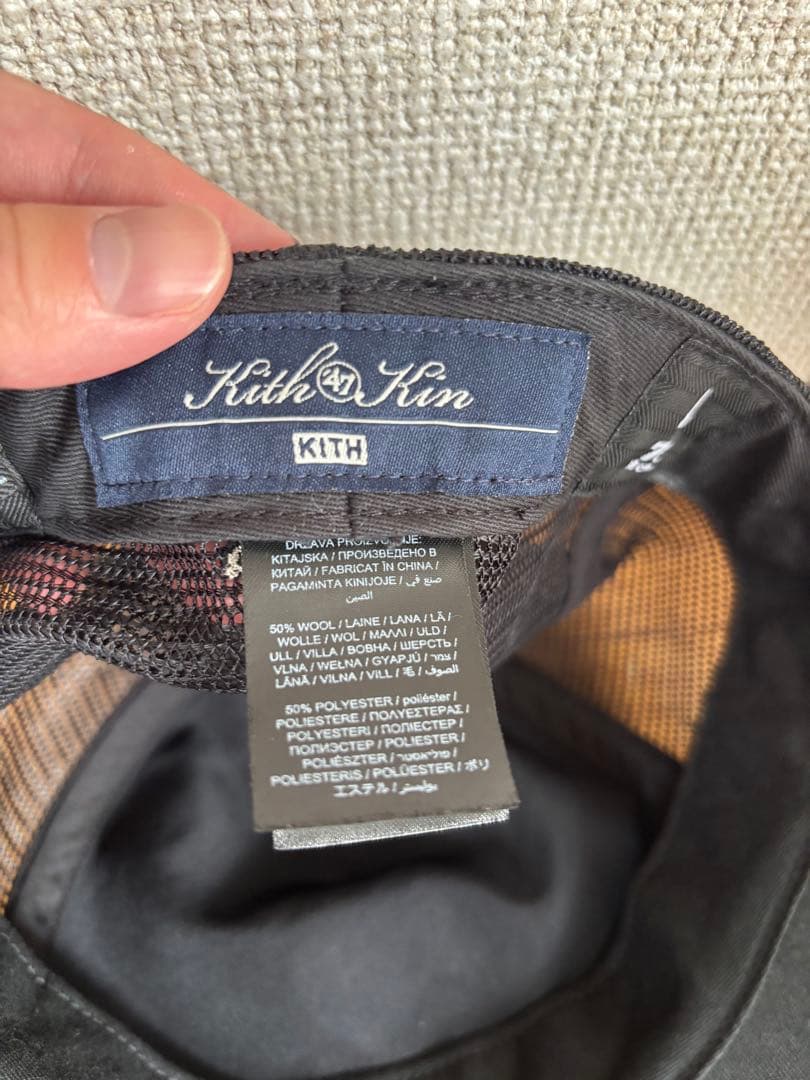 Kith '47 Kin
KITH
DRŽAVA PROIZVODNJE:
KITAJSKA / ПРОИЗВЕДЕНО В
КИТАЙ / FABRICAT ÎN CHINA /
PAGAMINTA KINIJOJE / صنع في
الصين
50% WOOL / LAINE / LANA / LÃ /
WOLLE / WOL / ΜΑΛΛΙ / ULD /
ULL / VILLA / ВОВНА / ШЕРСТЬ /
VLNA / WEŁNA / GYAPJÚ / צמר /
LÂNĂ / VILNA / VILL / 毛 / الصوف
50% POLYESTER / poliéster /
POLIESTERE / ΠΟΛΥΕΣΤΕΡΑΣ /
POLYESTERI / ПОЛІЕСТЕР /
ПОЛИЭСТЕР / POLIESTER /
POLIÉSZTER / פוליאסטר /
POLIESTERIS / POLÜESTER / ポリ
エステル / بوليستر